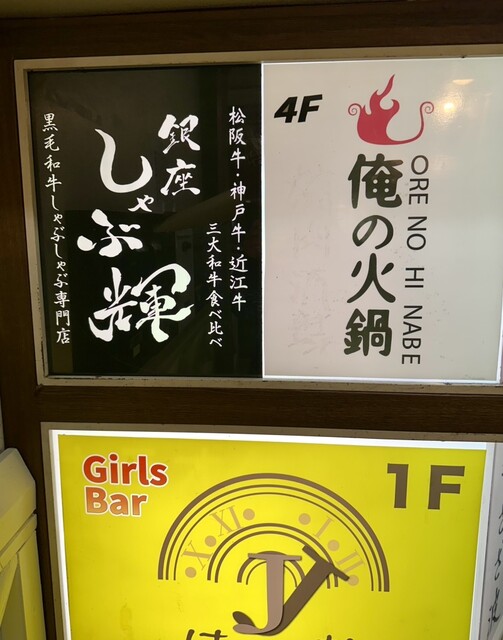 松阪牛・神戸牛・近江牛
三大和牛食べ比べ
銀座
しゃぶ輝
黒毛和牛しゃぶしゃぶ専門店
4F
俺の火鍋
ORE NO HI NABE
Girls
Bar
1F
X XI I II